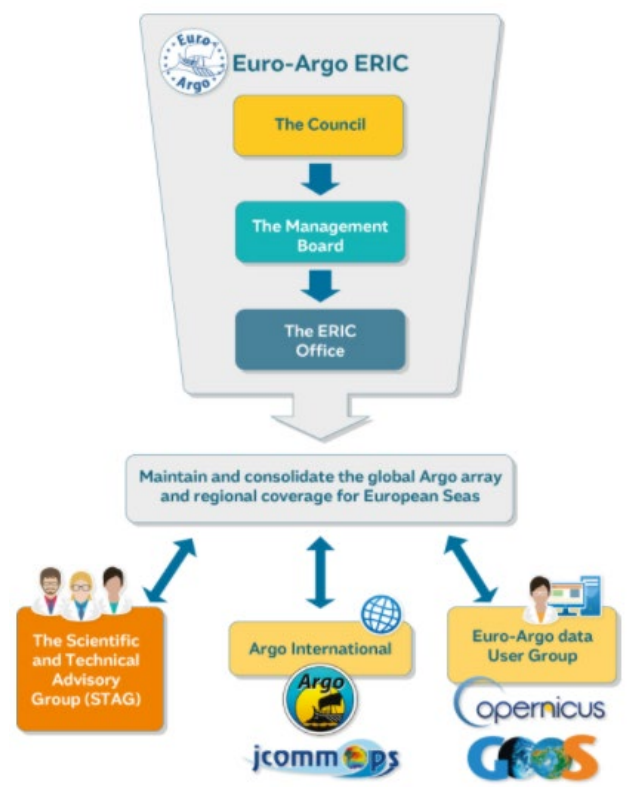 Euro
Argo
Euro-Argo ERIC
The Council
The Management
Board
The ERIC
Office
Maintain and consolidate the global Argo array
and regional coverage for European Seas
The Scientific
and Technical
Advisory
Group (STAG)
Argo International
Argo
jcommops
Euro-Argo data
User Group
opernicus
GOOS